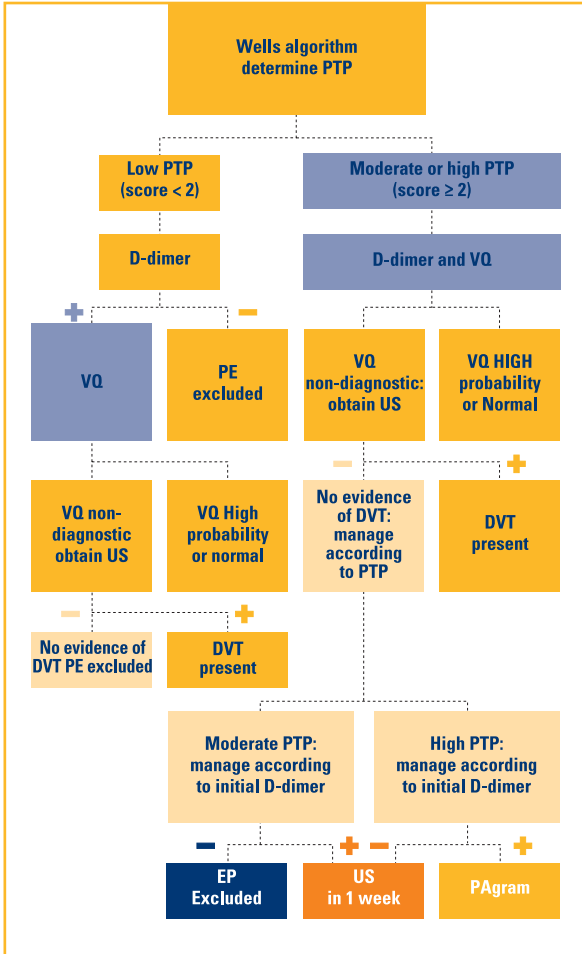 Wells algorithm
determine PTP
Low PTP
(score < 2)
Moderate or high PTP
(score ≥ 2)
D-dimer
D-dimer and VQ
+
−
VQ
PE
excluded
VQ
non-diagnostic:
obtain US
VQ HIGH
probability
or Normal
−
+
VQ non-
diagnostic
obtain US
VQ High
probability
or normal
No evidence
of DVT:
manage
according
to PTP
DVT
present
−
+
No evidence of
DVT PE excluded
DVT
present
Moderate PTP:
manage according
to initial D-dimer
High PTP:
manage according
to initial D-dimer
−
+
−
+
EP
Excluded
US
in 1 week
PAgram